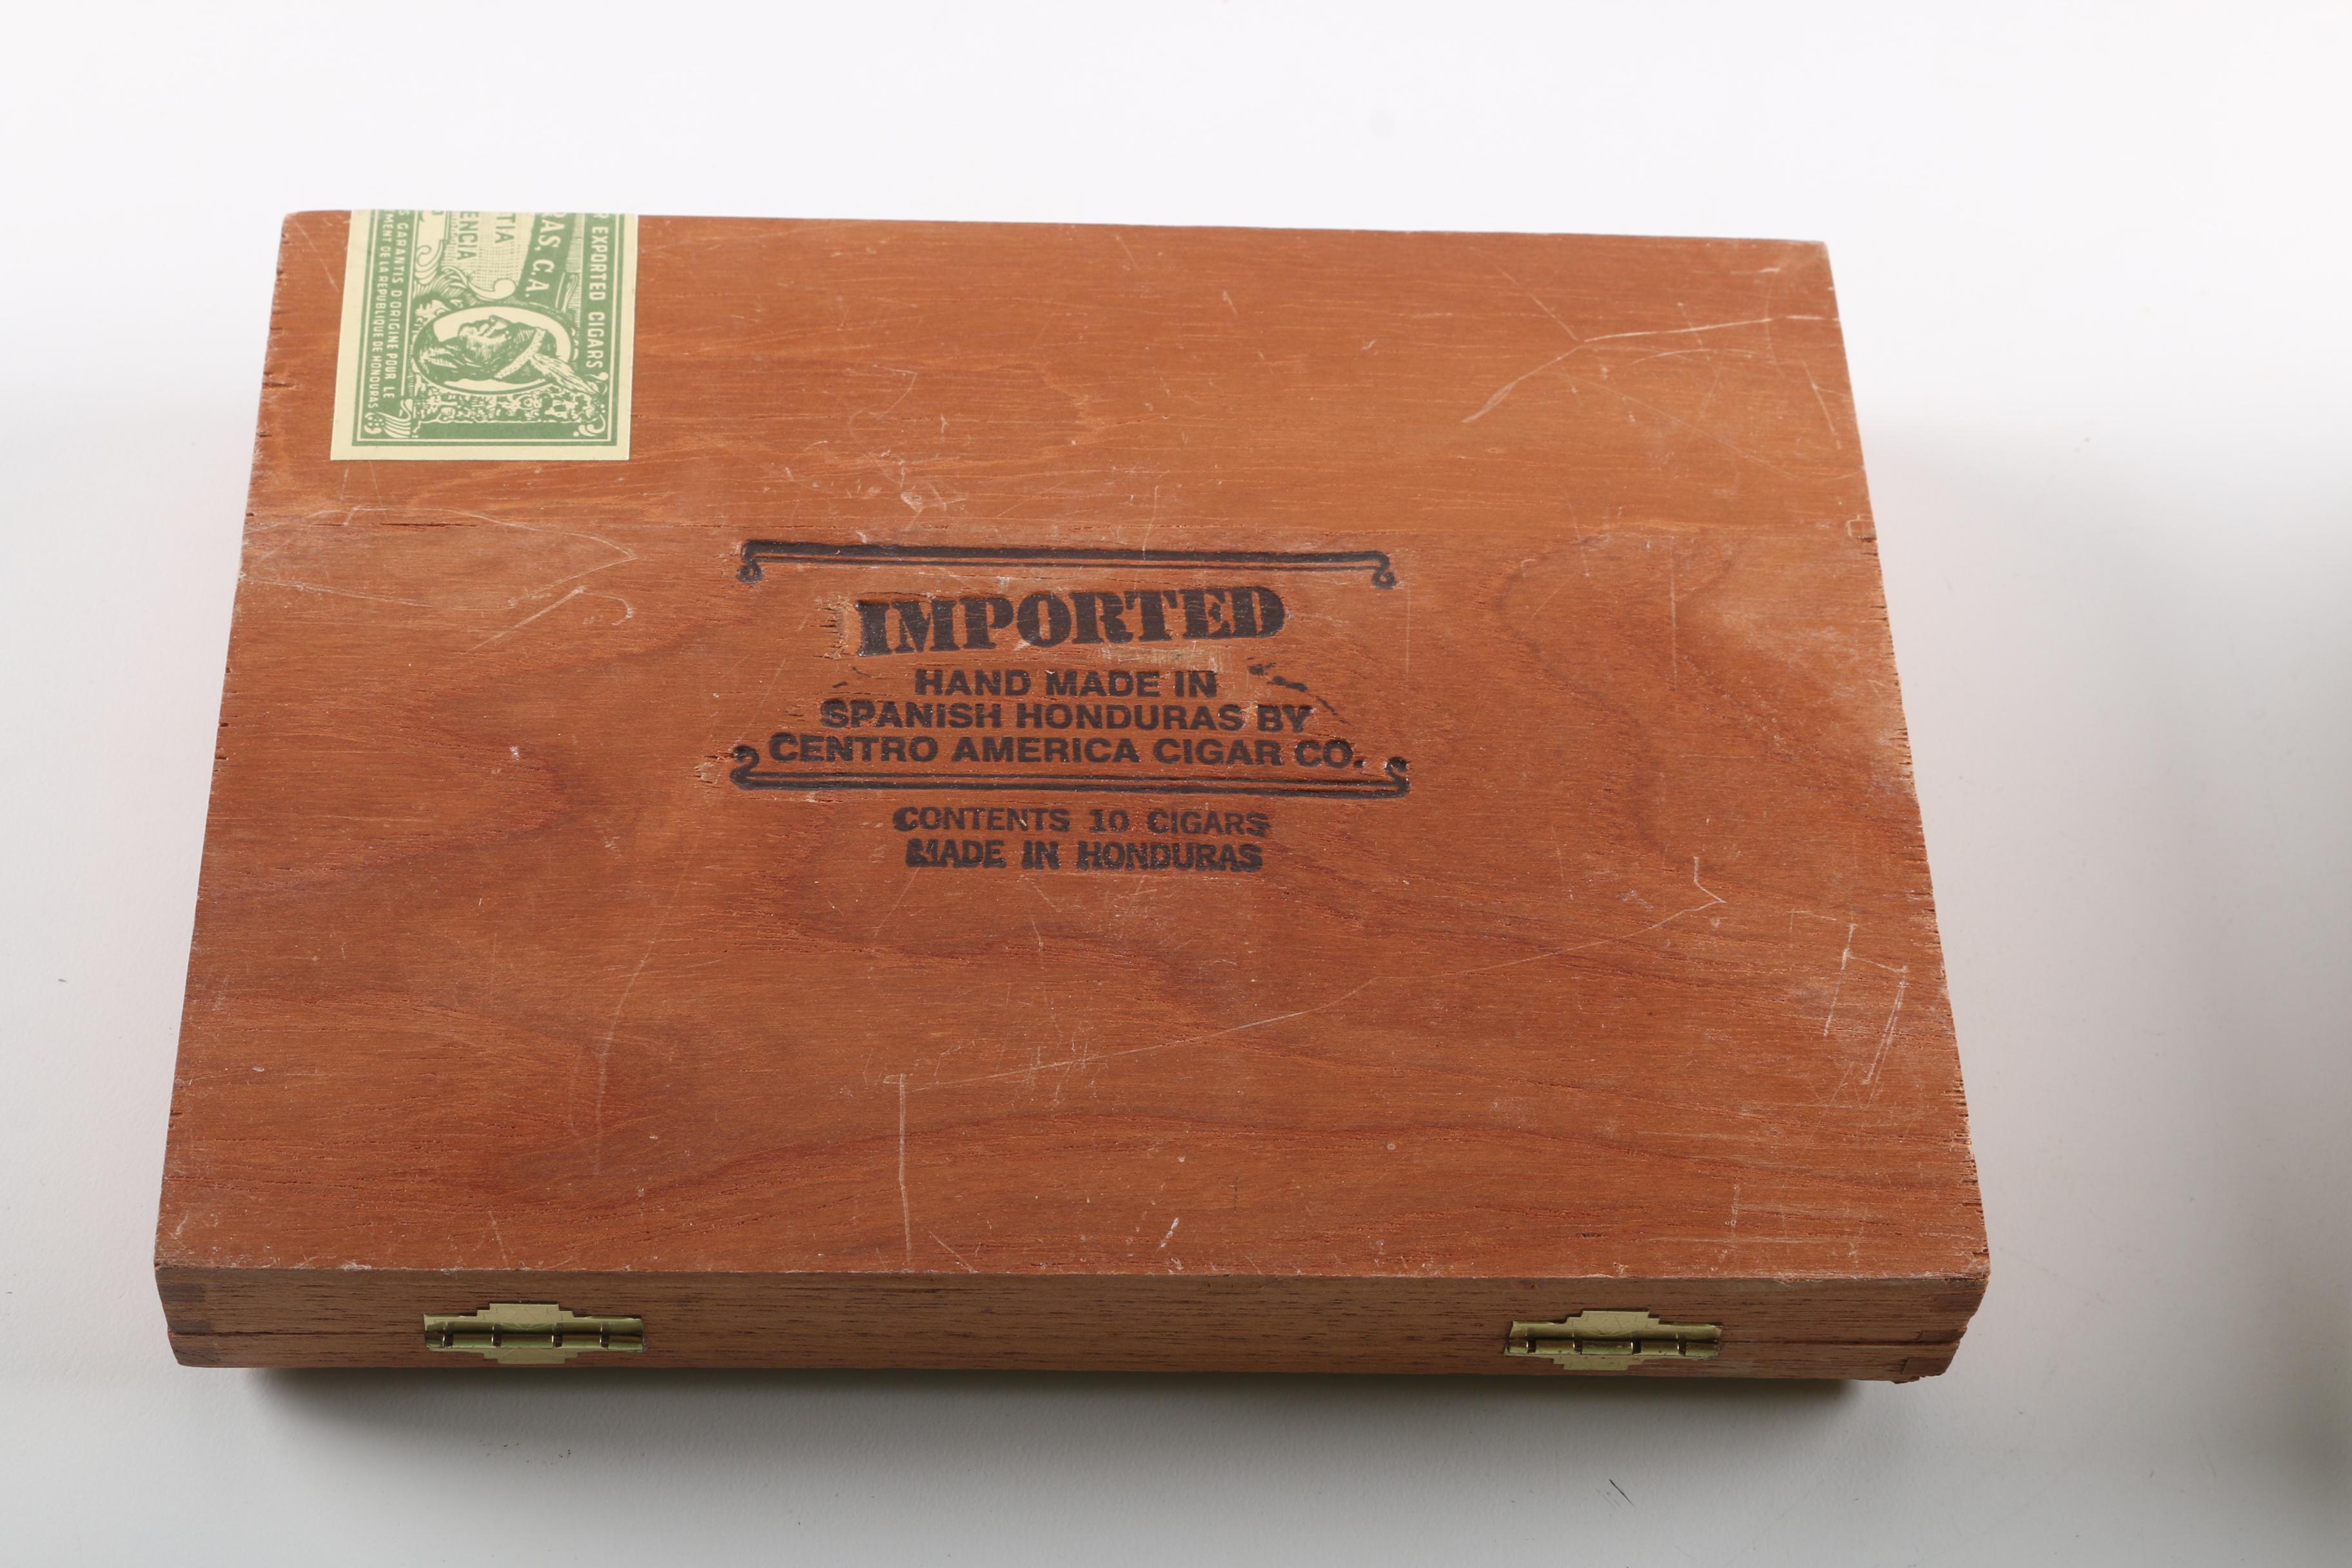 R EXPORTED CIGARS
RAS. C. A.
TIA
ENCIA
S GARANTIS D'ORIGINE POUR LE
MENT DE LA REPUBLIQUE DE HONDURAS
IMPORTED
HAND MADE IN
SPANISH HONDURAS BY
CENTRO AMERICA CIGAR CO.
CONTENTS 10 CIGARS
MADE IN HONDURAS